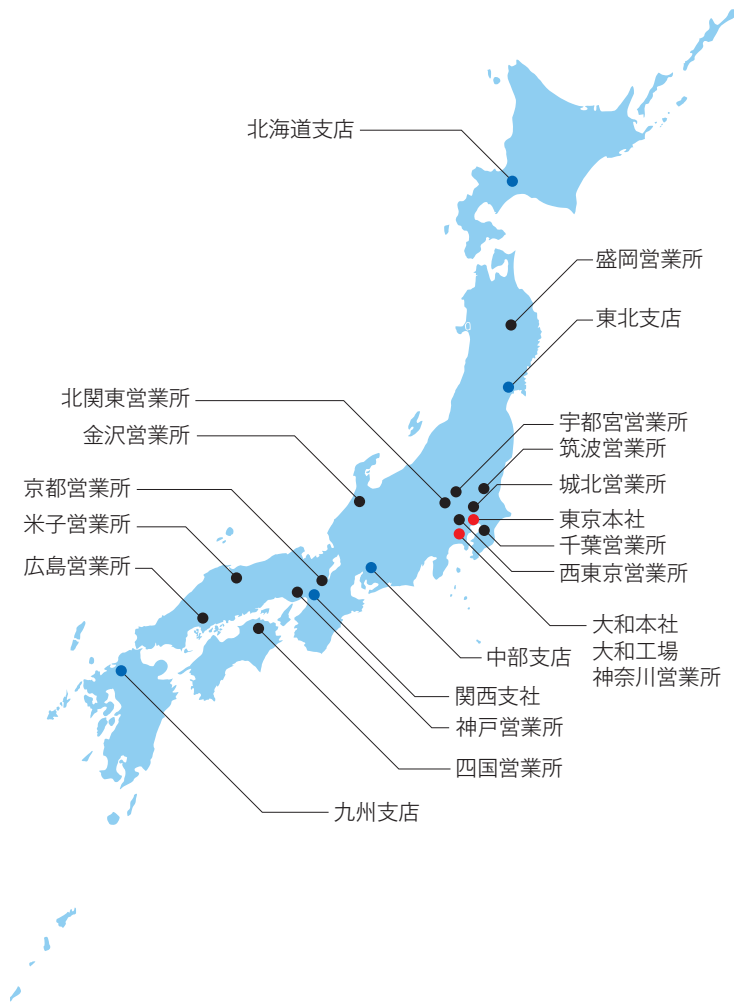 北海道支店
盛岡営業所
東北支店
北関東営業所
金沢営業所
京都営業所
米子営業所
広島営業所
宇都宮営業所
筑波営業所
城北営業所
東京本社
千葉営業所
西東京営業所
大和本社
大和工場
神奈川営業所
中部支店
関西支社
神戸営業所
四国営業所
九州支店